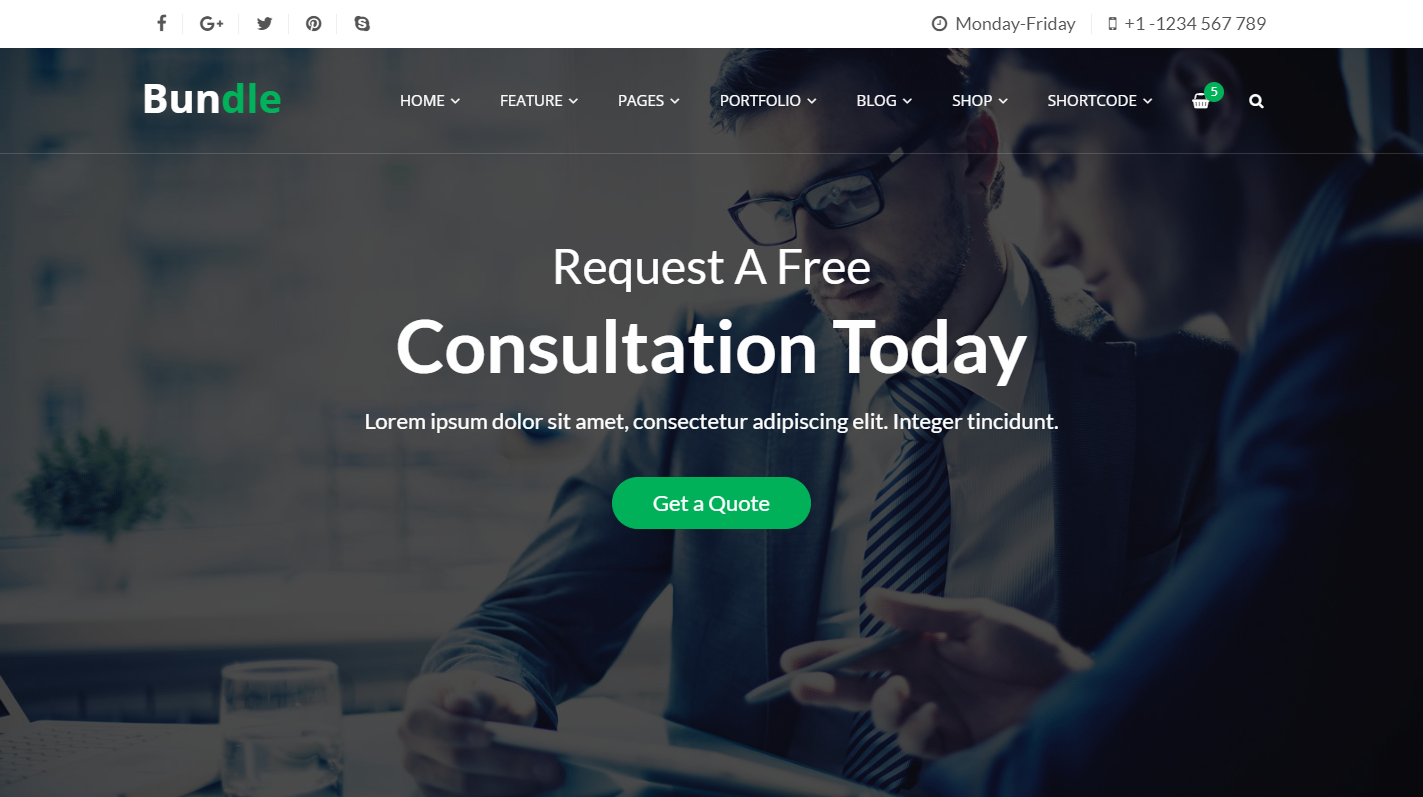 Monday-Friday +1 -1234 567 789
Bundle HOME FEATURE PAGES PORTFOLIO BLOG SHOP SHORTCODE 5
Request A Free
Consultation Today
Lorem ipsum dolor sit amet, consectetur adipiscing elit. Integer tincidunt.
Get a Quote